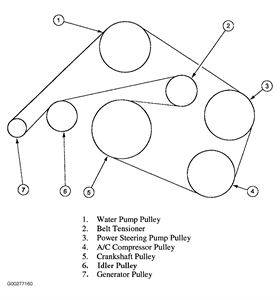 1
2
3
4
5
6
7
1. Water Pump Pulley
2. Belt Tensioner
3. Power Steering Pump Pulley
4. A/C Compressor Pulley
5. Crankshaft Pulley
6. Idler Pulley
7. Generator Pulley
G00277160